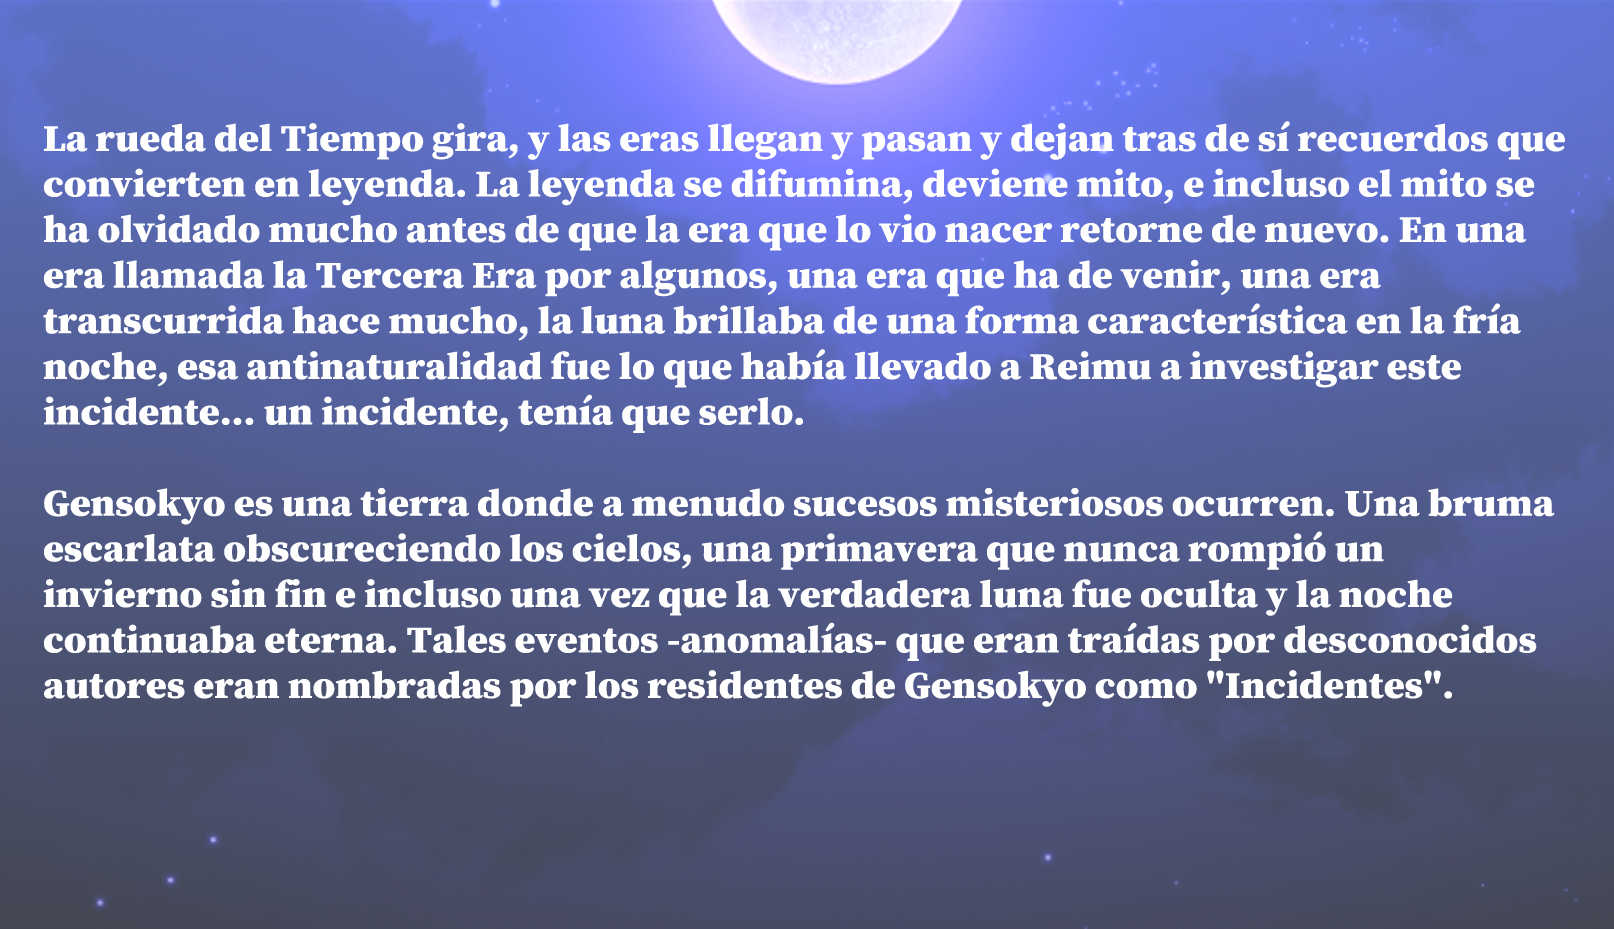 La rueda del Tiempo gira, y las eras llegan y pasan y dejan tras de sí recuerdos que
convierten en leyenda. La leyenda se difumina, deviene mito, e incluso el mito se
ha olvidado mucho antes de que la era que lo vio nacer retorne de nuevo. En una
era llamada la Tercera Era por algunos, una era que ha de venir, una era
transcurrida hace mucho, la luna brillaba de una forma característica en la fría
noche, esa antinaturalidad fue lo que había llevado a Reimu a investigar este
incidente... un incidente, tenía que serlo.

Gensokyo es una tierra donde a menudo sucesos misteriosos ocurren. Una bruma
escarlata obscureciendo los cielos, una primavera que nunca rompió un
invierno sin fin e incluso una vez que la verdadera luna fue oculta y la noche
continuaba eterna. Tales eventos -anomalías- que eran traídas por desconocidos
autores eran nombradas por los residentes de Gensokyo como "Incidentes".